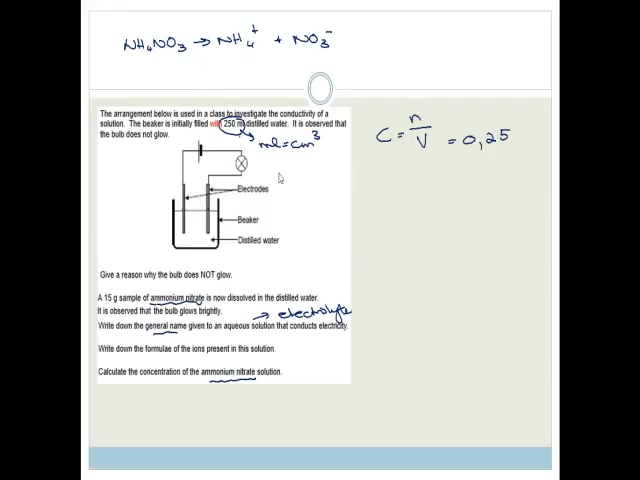 NH₄NO₃ → NH₄⁺ + NO₃⁻
The arrangement below is used in a class to investigate the conductivity of a
solution. The beaker is initially filled with 250 ml distilled water. It is observed that
the bulb does not glow.
ml = cm³
C = n/V = 0,25
Electrodes
Beaker
Distilled water
Give a reason why the bulb does NOT glow.
A 15 g sample of ammonium nitrate is now dissolved in the distilled water.
It is observed that the bulb glows brightly.
→ electrolyte
Write down the general name given to an aqueous solution that conducts electricity.
Write down the formulae of the ions present in this solution.
Calculate the concentration of the ammonium nitrate solution.